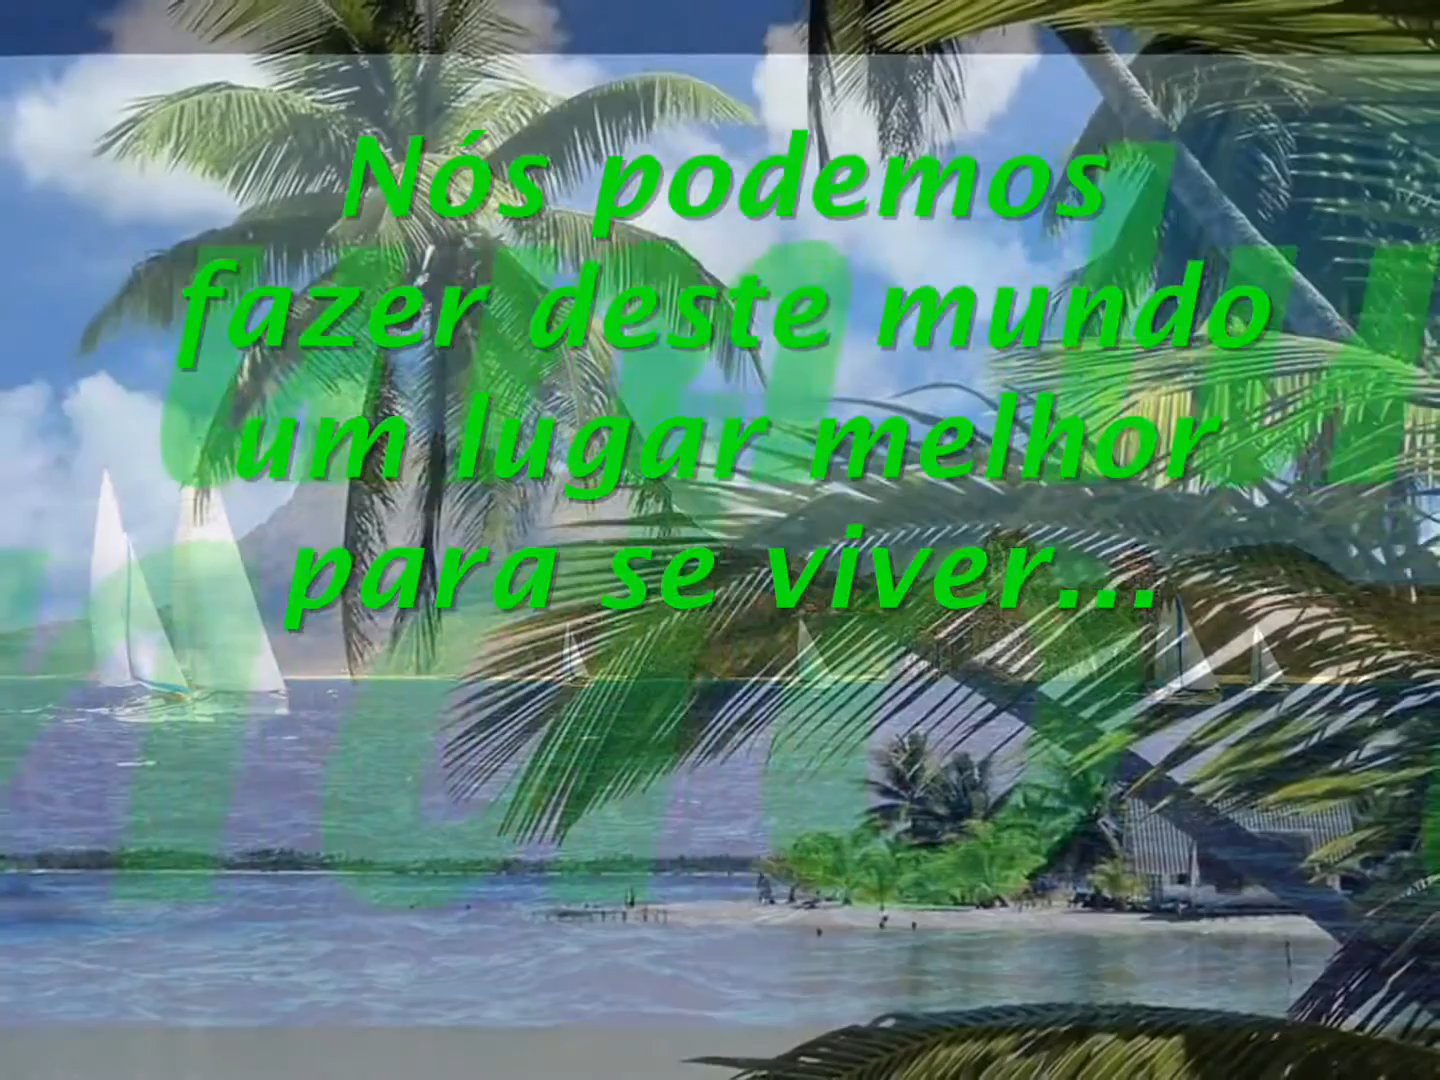 Nós podemos
fazer deste mundo
um lugar melhor
para se viver...